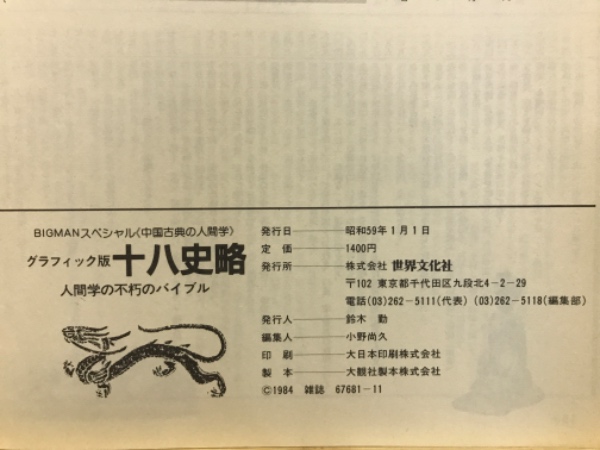 BIGMANスペシャル〈中国古典の人間学〉
グラフィック版 十八史略
人間学の不朽のバイブル
発行日――昭和59年1月1日
定　価――1400円
発行所――株式会社 世界文化社
〒102 東京都千代田区九段北4-2-29
電話(03)262-5111(代表) (03)262-5118(編集部)
発行人――鈴木 勤
編集人――小野尚久
印　刷――大日本印刷株式会社
製　本――大観社製本株式会社
©1984 雑誌 67681-11